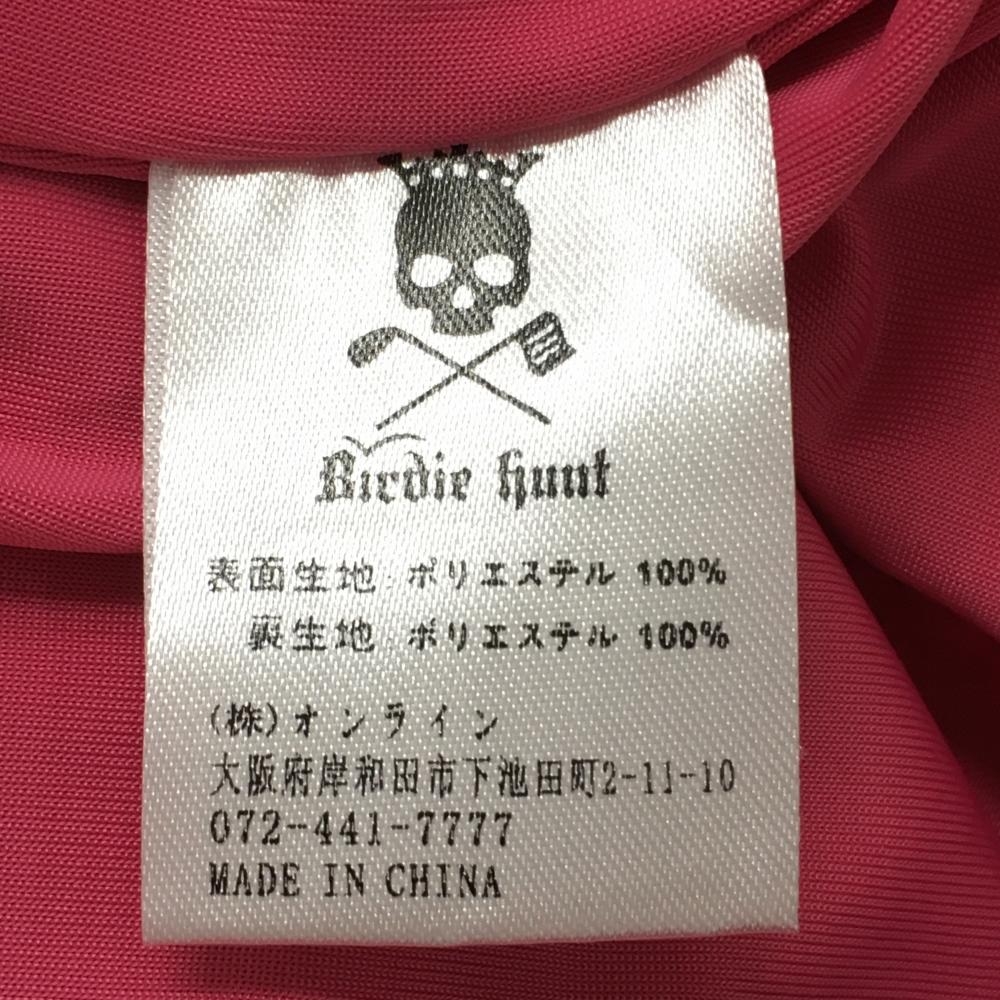 Birdie hunt
表面生地 ポリエステル 100%
裏生地 ポリエステル 100%
(株)オンライン
大阪府岸和田市下池田町2-11-10
072-441-7777
MADE IN CHINA